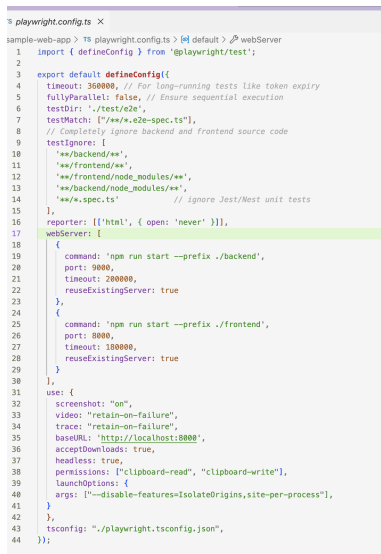 TS playwright.config.ts ×
sample-web-app > TS playwright.config.ts > default > webServer
1 import { defineConfig } from '@playwright/test';
2
3 export default defineConfig({
4 timeout: 360000, // For long-running tests like token expiry
5 fullyParallel: false, // Ensure sequential execution
6 testDir: './test/e2e',
7 testMatch: ["/**/*.e2e-spec.ts"],
8 // Completely ignore backend and frontend source code
9 testIgnore: [
10 '**/backend/**',
11 '**/frontend/**',
12 '**/frontend/node_modules/**',
13 '**/backend/node_modules/**',
14 '**/*.spec.ts' // ignore Jest/Nest unit tests
15 ],
16 reporter: [['html', { open: 'never' }]],
17 webServer: [
18 {
19 command: 'npm run start --prefix ./backend',
20 port: 9000,
21 timeout: 200000,
22 reuseExistingServer: true
23 },
24 {
25 command: 'npm run start --prefix ./frontend',
26 port: 8000,
27 timeout: 180000,
28 reuseExistingServer: true
29 }
30 ],
31 use: {
32 screenshot: "on",
33 video: "retain-on-failure",
34 trace: "retain-on-failure",
35 baseURL: 'http://localhost:8000',
36 acceptDownloads: true,
37 headless: true,
38 permissions: ["clipboard-read", "clipboard-write"],
39 launchOptions: {
40 args: ["--disable-features=IsolateOrigins,site-per-process"],
41 }
42 },
43 tsconfig: "./playwright.tsconfig.json",
44 });